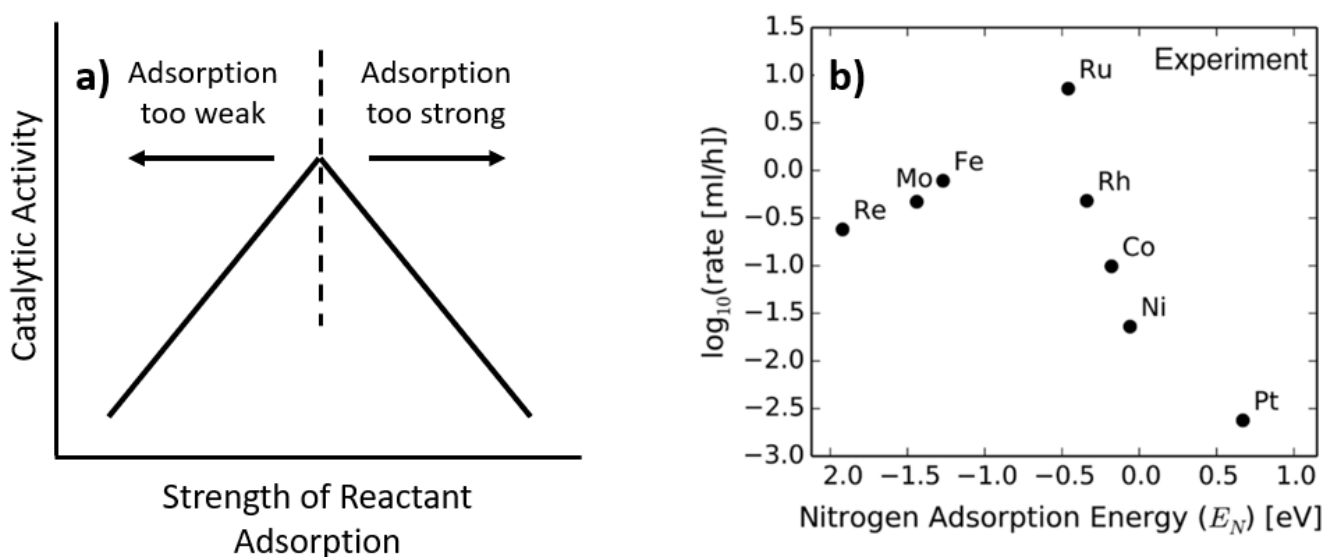 a)
Adsorption
too weak
Adsorption
too strong
Catalytic Activity
Strength of Reactant
Adsorption
b)
Experiment
1.5
1.0
0.5
0.0
−0.5
−1.0
−1.5
−2.0
−2.5
−3.0
log₁₀(rate [ml/h])
Ru
Fe
Mo
Re
Rh
Co
Ni
Pt
2.0 −1.5 −1.0 −0.5 0.0 0.5 1.0
Nitrogen Adsorption Energy (E_N) [eV]